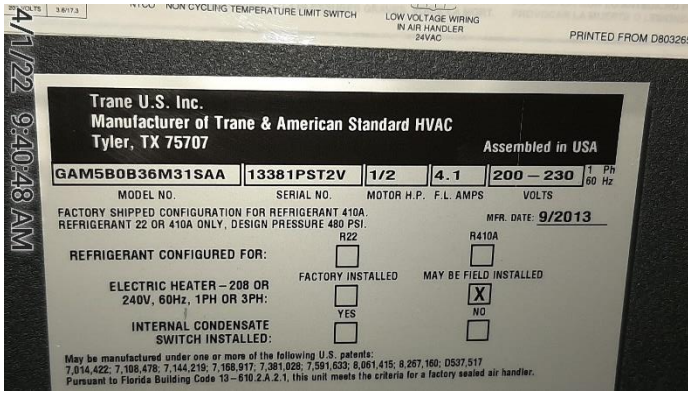 VOLTS 3.6/17.3
NTCO NON CYCLING TEMPERATURE LIMIT SWITCH
LOW VOLTAGE WIRING
IN AIR HANDLER
24VAC
PRINTED FROM D803265
4/1/22 9:40:48 AM
Trane U.S. Inc.
Manufacturer of Trane & American Standard HVAC
Tyler, TX 75707
Assembled in USA
GAM5B0B36M31SAA 13381PST2V 1/2 4.1 200 – 230 1 Ph
60 Hz
MODEL NO. SERIAL NO. MOTOR H.P. F.L. AMPS VOLTS
FACTORY SHIPPED CONFIGURATION FOR REFRIGERANT 410A.
REFRIGERANT 22 OR 410A ONLY, DESIGN PRESSURE 480 PSI.
MFR. DATE: 9/2013
R22 R410A
REFRIGERANT CONFIGURED FOR:
FACTORY INSTALLED MAY BE FIELD INSTALLED
ELECTRIC HEATER – 208 OR
240V, 60Hz, 1PH OR 3PH: X
YES NO
INTERNAL CONDENSATE
SWITCH INSTALLED:
May be manufactured under one or more of the following U.S. patents:
7,014,422; 7,108,478; 7,144,219; 7,168,917; 7,381,028; 7,591,633; 8,061,415; 8,267,160; D537,517
Pursuant to Florida Building Code 13–610.2.A.2.1, this unit meets the criteria for a factory sealed air handler.